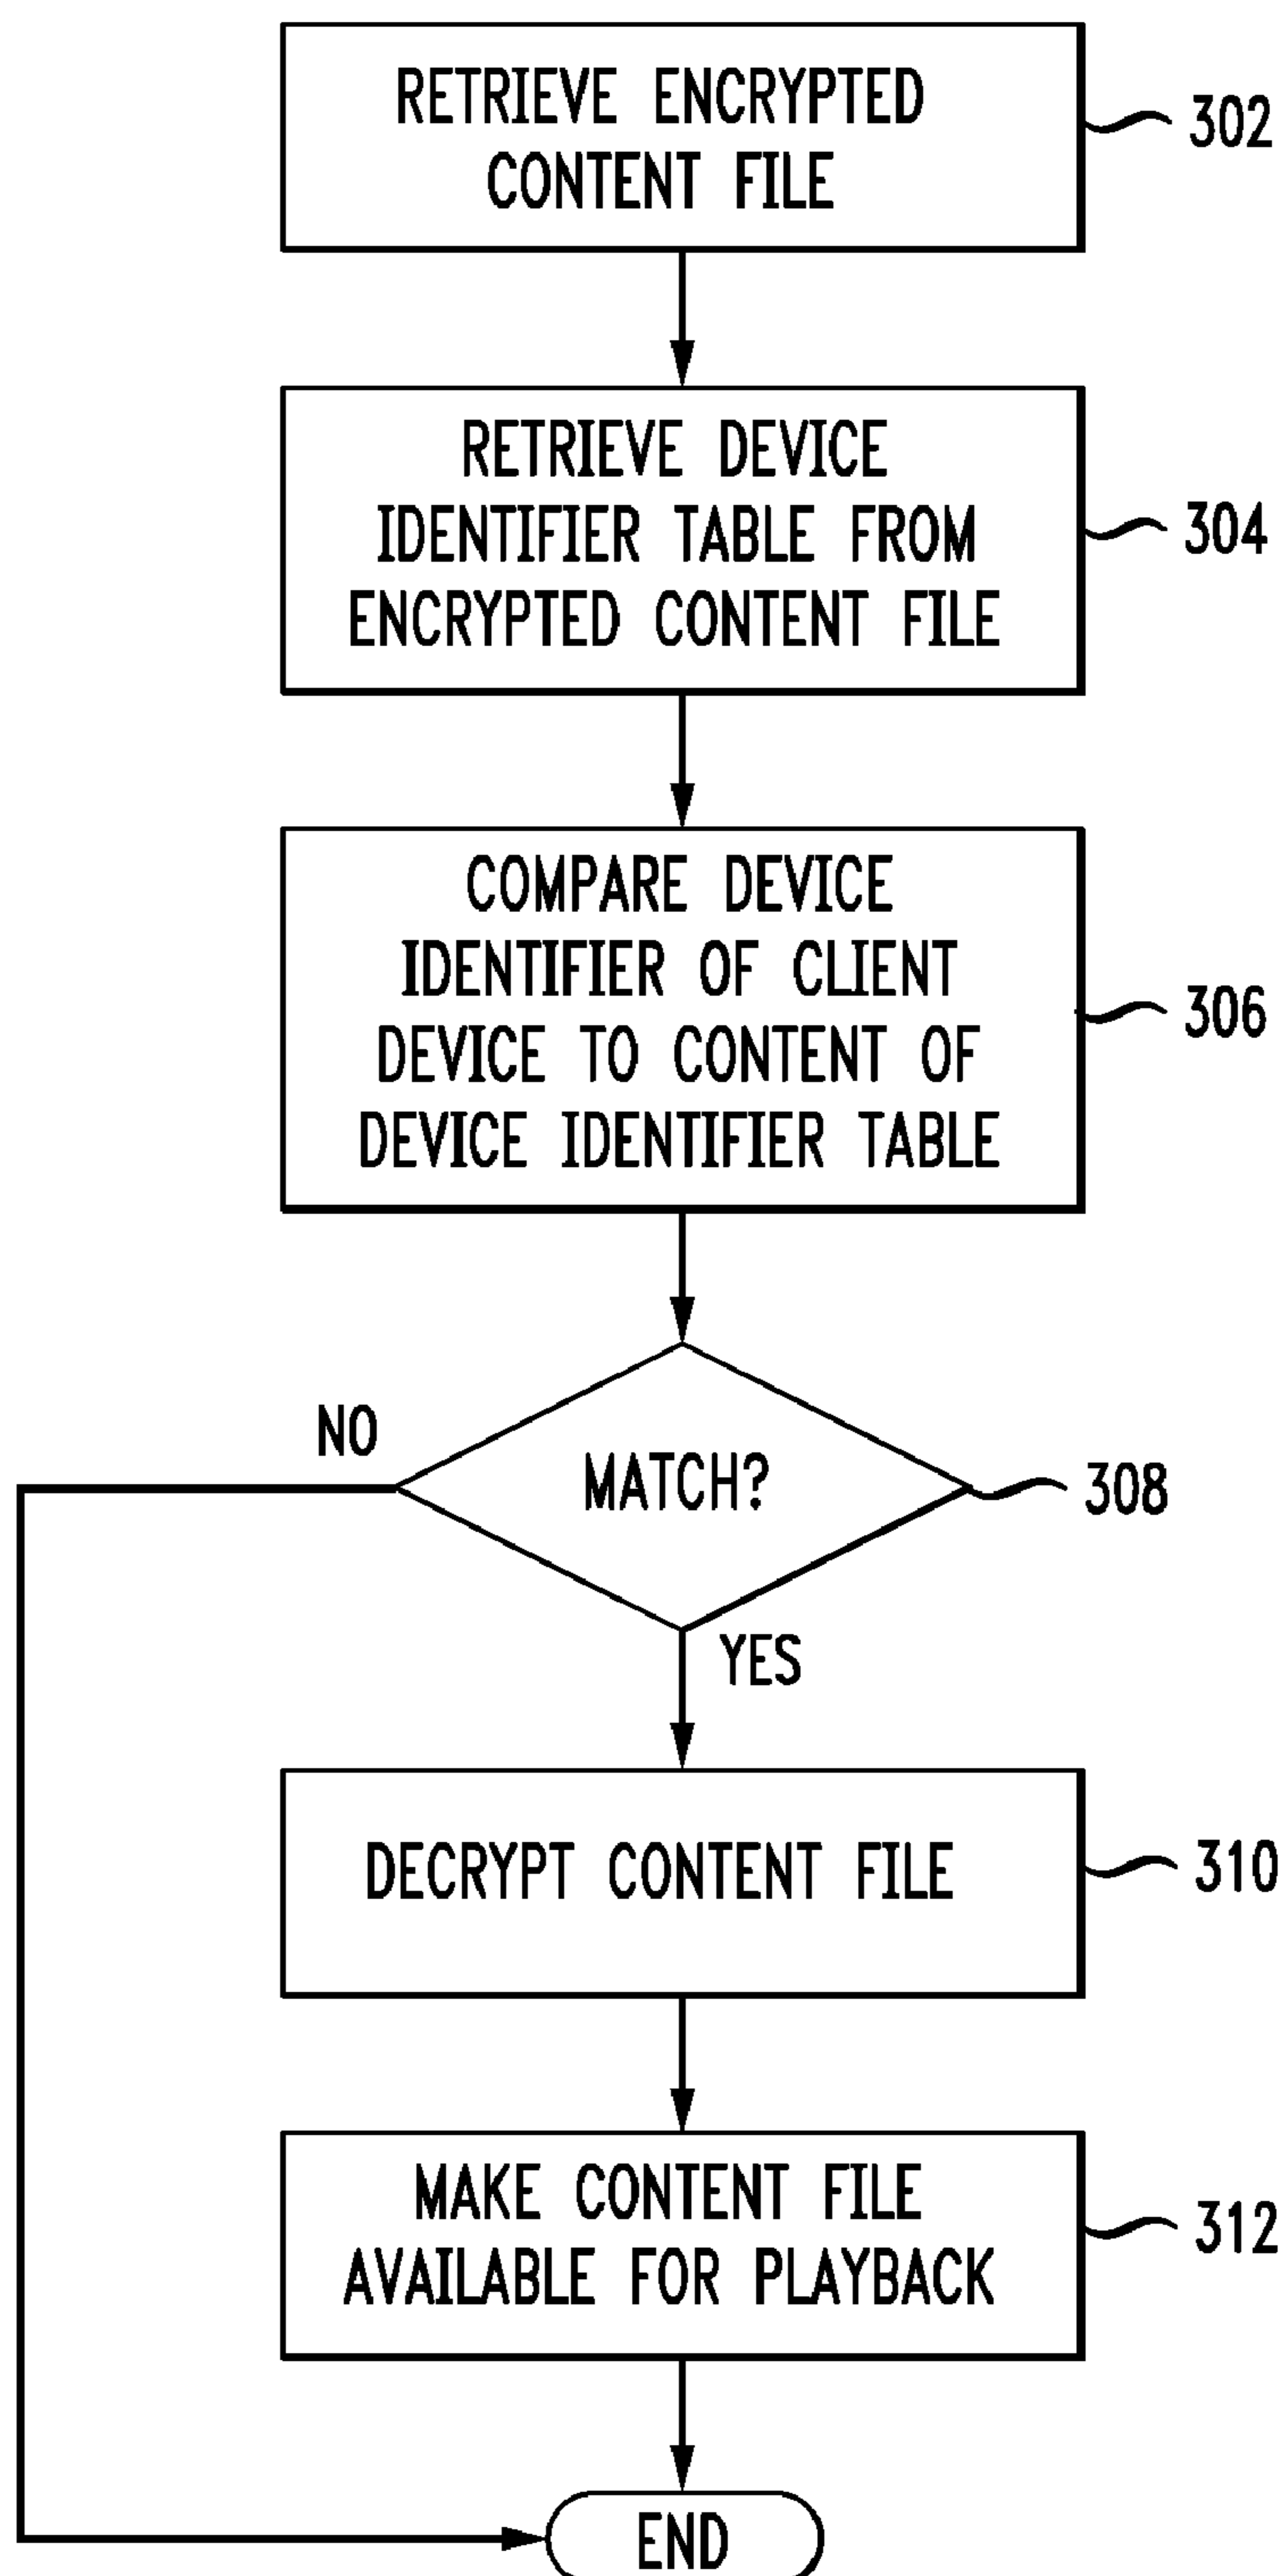 RETRIEVE ENCRYPTED
CONTENT FILE
302
RETRIEVE DEVICE
IDENTIFIER TABLE FROM
ENCRYPTED CONTENT FILE
304
COMPARE DEVICE
IDENTIFIER OF CLIENT
DEVICE TO CONTENT OF
DEVICE IDENTIFIER TABLE
306
NO
MATCH?
308
YES
DECRYPT CONTENT FILE
310
MAKE CONTENT FILE
AVAILABLE FOR PLAYBACK
312
END